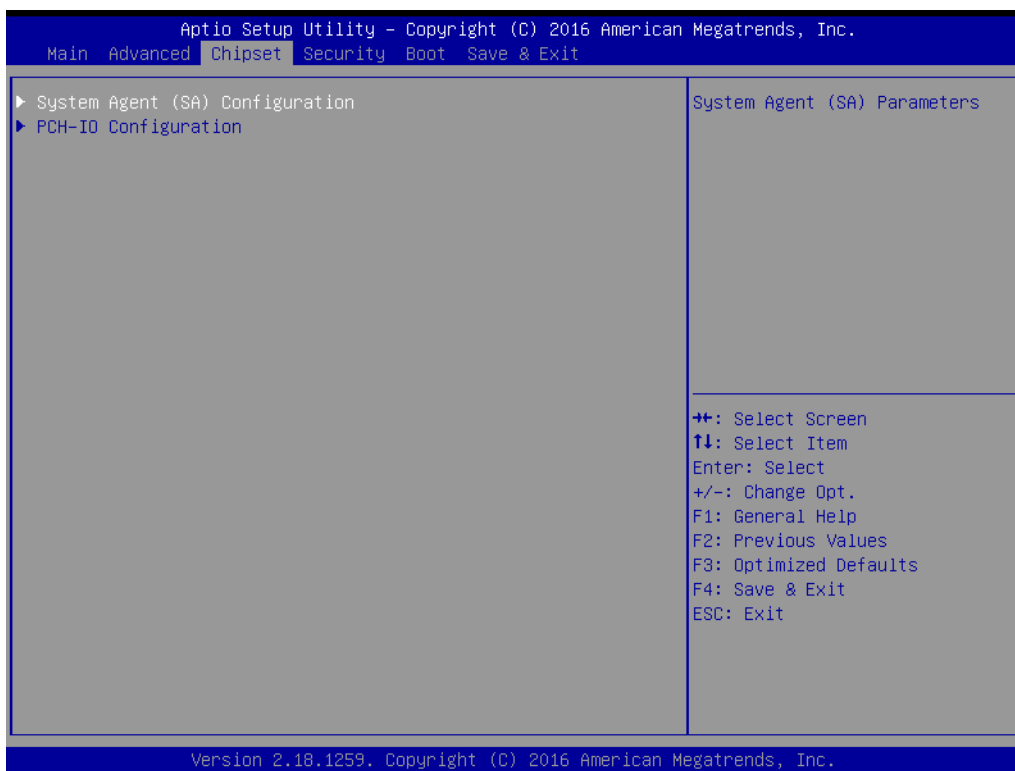 Aptio Setup Utility – Copyright (C) 2016 American Megatrends, Inc.
Main Advanced Chipset Security Boot Save & Exit
▶ System Agent (SA) Configuration
▶ PCH-IO Configuration
System Agent (SA) Parameters
→←: Select Screen
↑↓: Select Item
Enter: Select
+/-: Change Opt.
F1: General Help
F2: Previous Values
F3: Optimized Defaults
F4: Save & Exit
ESC: Exit
Version 2.18.1259. Copyright (C) 2016 American Megatrends, Inc.